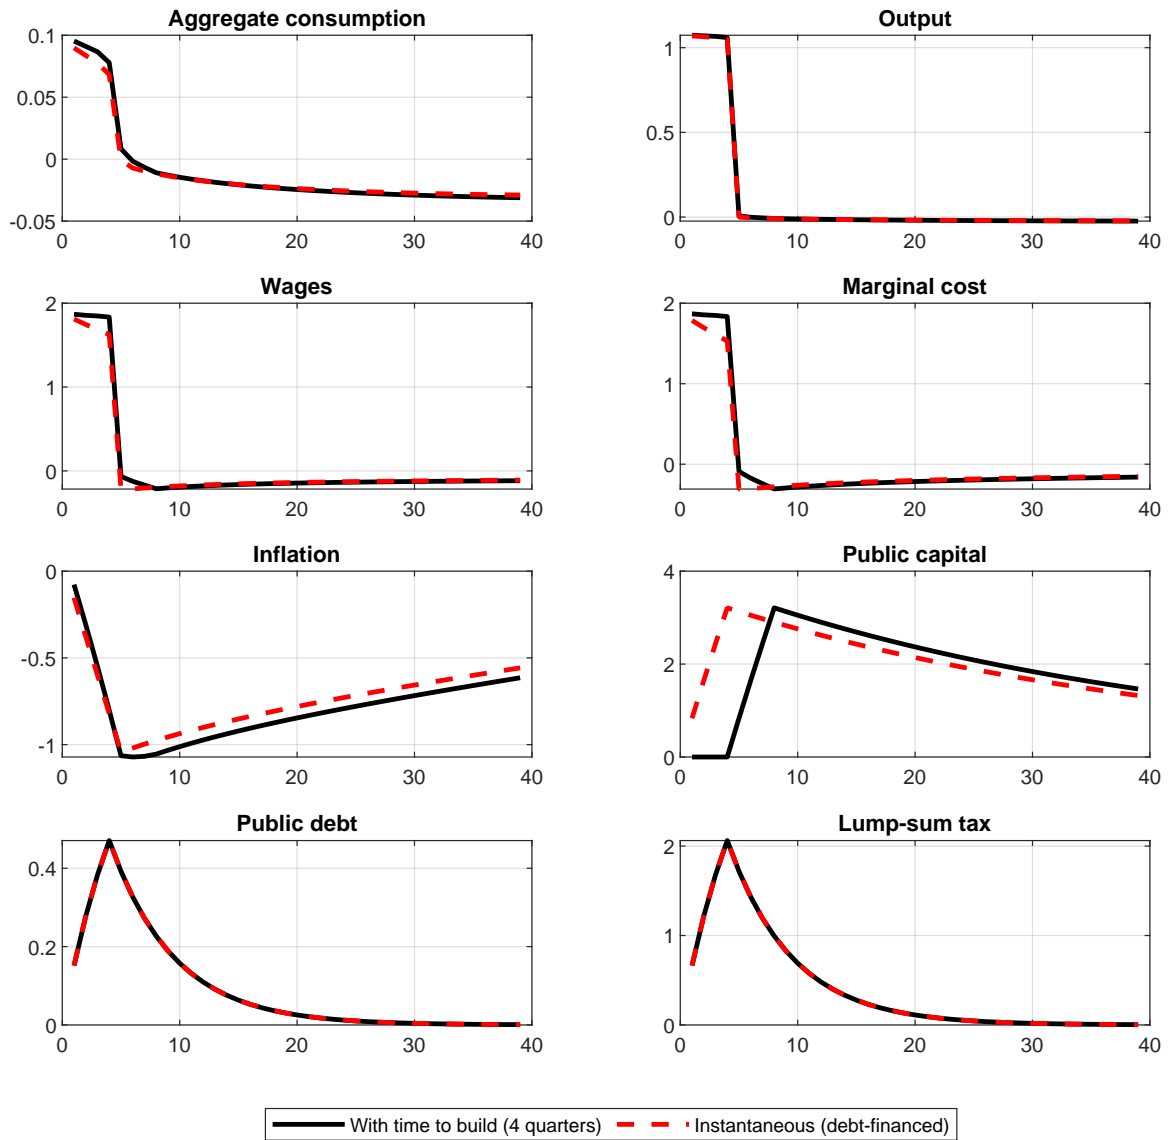 Aggregate consumption
0.1
0.05
0
-0.05
0 10 20 30 40
Output
1
0.5
0
0 10 20 30 40
Wages
2
1
0
0 10 20 30 40
Marginal cost
2
1
0
0 10 20 30 40
Inflation
0
-0.5
-1
0 10 20 30 40
Public capital
4
2
0
0 10 20 30 40
Public debt
0.4
0.2
0
0 10 20 30 40
Lump-sum tax
2
1
0
0 10 20 30 40
With time to build (4 quarters) Instantaneous (debt-financed)